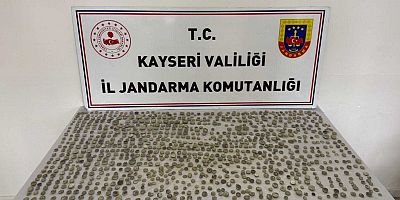 T.C.
KAYSERİ VALİLİĞİ
İL JANDARMA KOMUTANLIĞI